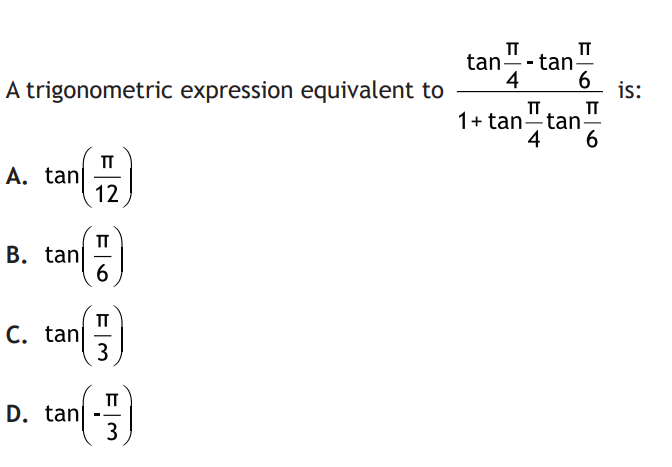 A trigonometric expression equivalent to (tan π/4 - tan π/6) / (1+ tan π/4 tan π/6) is:
A. tan(π/12)
B. tan(π/6)
C. tan(π/3)
D. tan(-π/3)